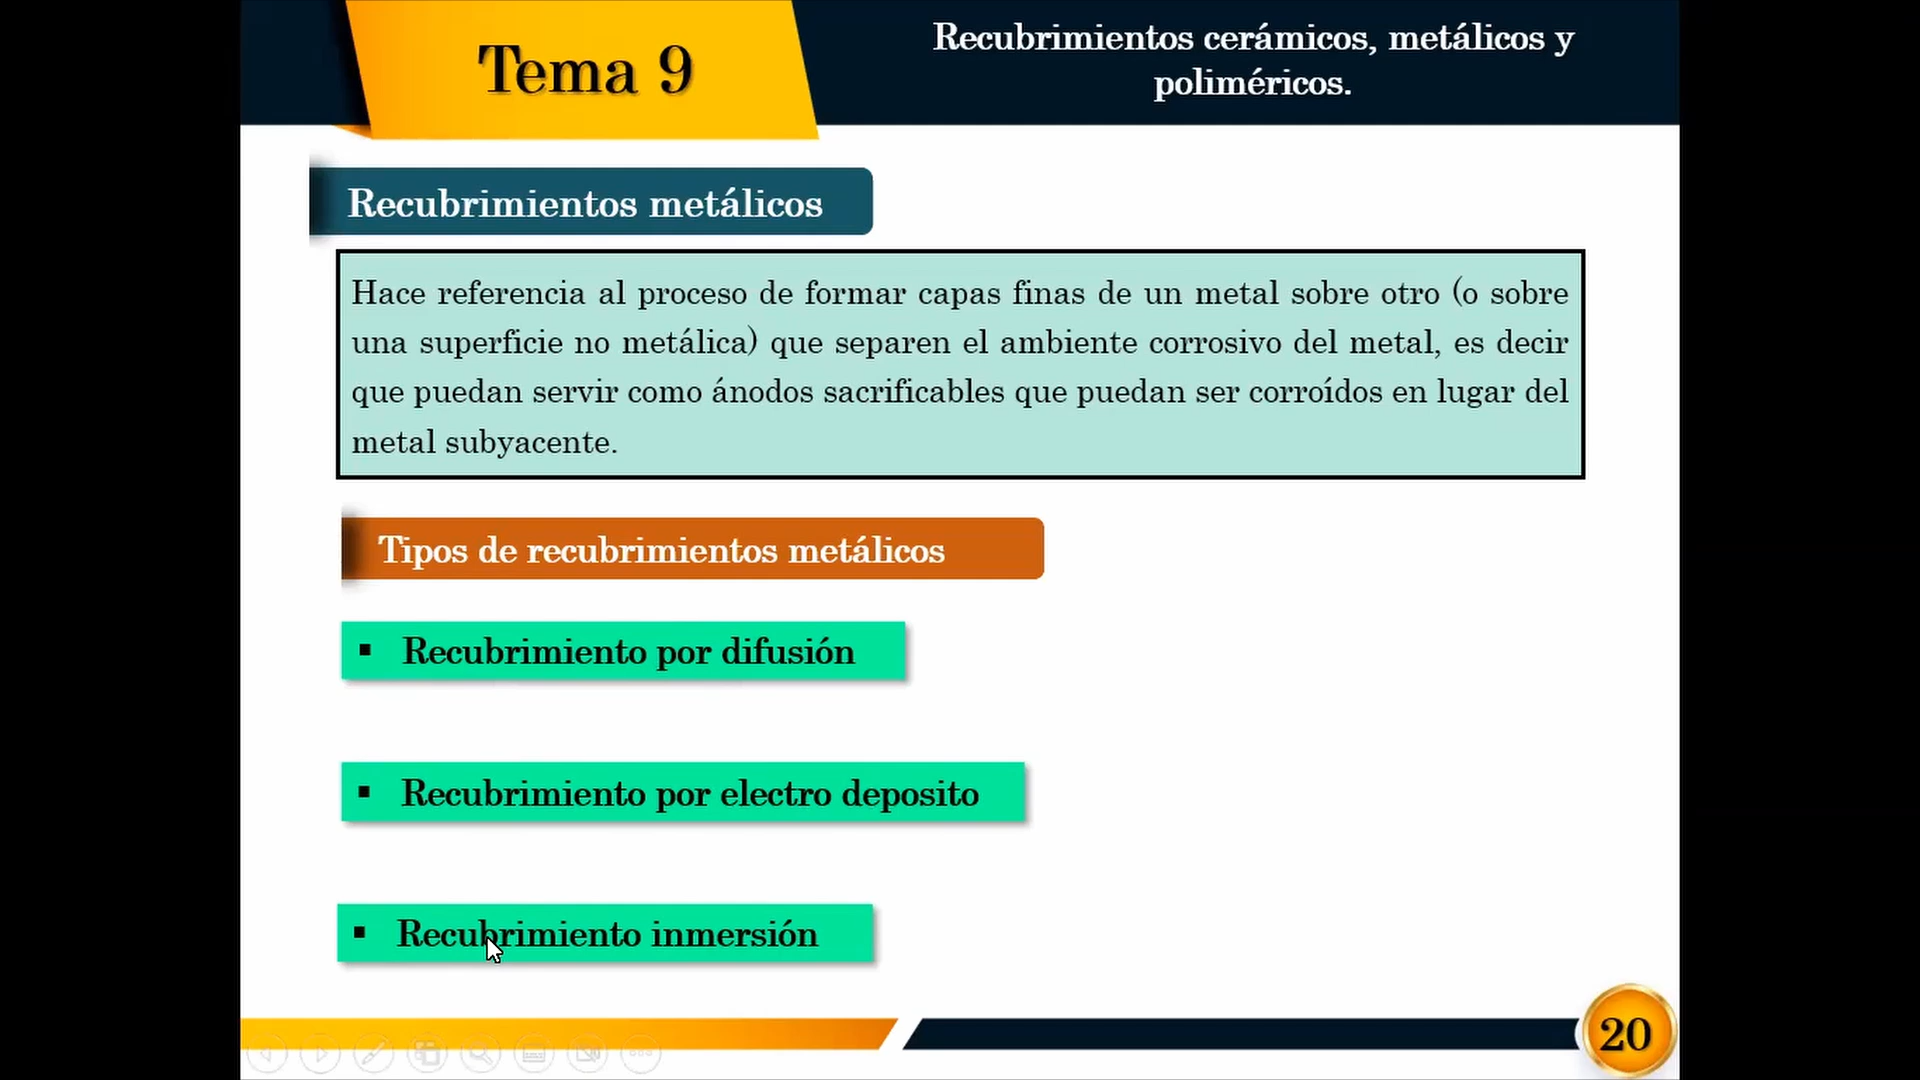 Tema 9
Recubrimientos cerámicos, metálicos y
poliméricos.
Recubrimientos metálicos
Hace referencia al proceso de formar capas finas de un metal sobre otro (o sobre
una superficie no metálica) que separen el ambiente corrosivo del metal, es decir
que puedan servir como ánodos sacrificables que puedan ser corroídos en lugar del
metal subyacente.
Tipos de recubrimientos metálicos
▪ Recubrimiento por difusión
▪ Recubrimiento por electro deposito
▪ Recubrimiento inmersión
20